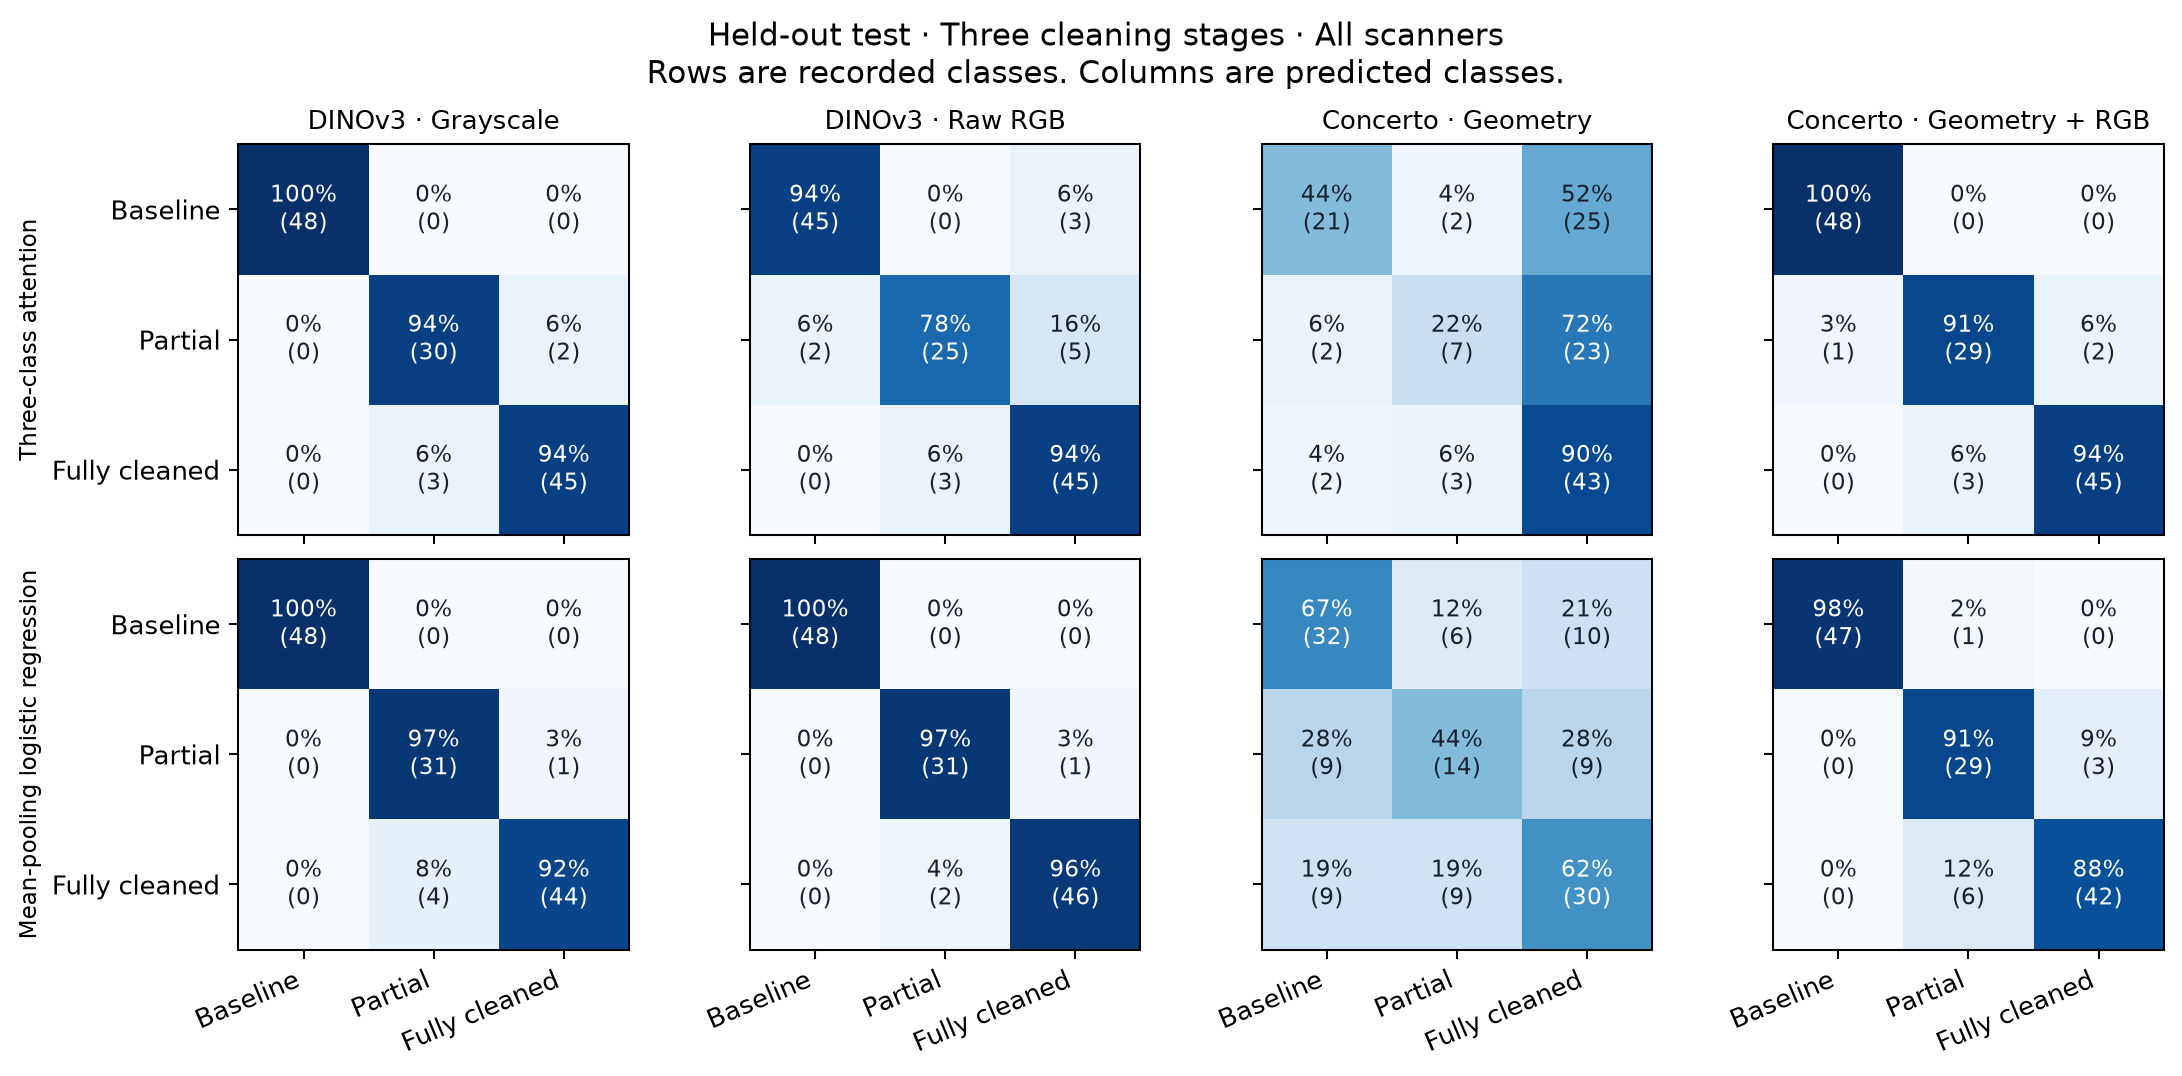 Held-out test · Three cleaning stages · All scanners
Rows are recorded classes. Columns are predicted classes.
DINOv3 · Grayscale
DINOv3 · Raw RGB
Concerto · Geometry
Concerto · Geometry + RGB
Three-class attention
Baseline
100% 0% 0% 94% 0% 6% 44% 4% 52% 100% 0% 0%
(48) (0) (0) (45) (0) (3) (21) (2) (25) (48) (0) (0)
Partial
0% 94% 6% 6% 78% 16% 6% 22% 72% 3% 91% 6%
(0) (30) (2) (2) (25) (5) (2) (7) (23) (1) (29) (2)
Fully cleaned
0% 6% 94% 0% 6% 94% 4% 6% 90% 0% 6% 94%
(0) (3) (45) (0) (3) (45) (2) (3) (43) (0) (3) (45)
Mean-pooling logistic regression
Baseline
100% 0% 0% 100% 0% 0% 67% 12% 21% 98% 2% 0%
(48) (0) (0) (48) (0) (0) (32) (6) (10) (47) (1) (0)
Partial
0% 97% 3% 0% 97% 3% 28% 44% 28% 0% 91% 9%
(0) (31) (1) (0) (31) (1) (9) (14) (9) (0) (29) (3)
Fully cleaned
0% 8% 92% 0% 4% 96% 19% 19% 62% 0% 12% 88%
(0) (4) (44) (0) (2) (46) (9) (9) (30) (0) (6) (42)
Baseline Partial Fully cleaned
Baseline Partial Fully cleaned
Baseline Partial Fully cleaned
Baseline Partial Fully cleaned